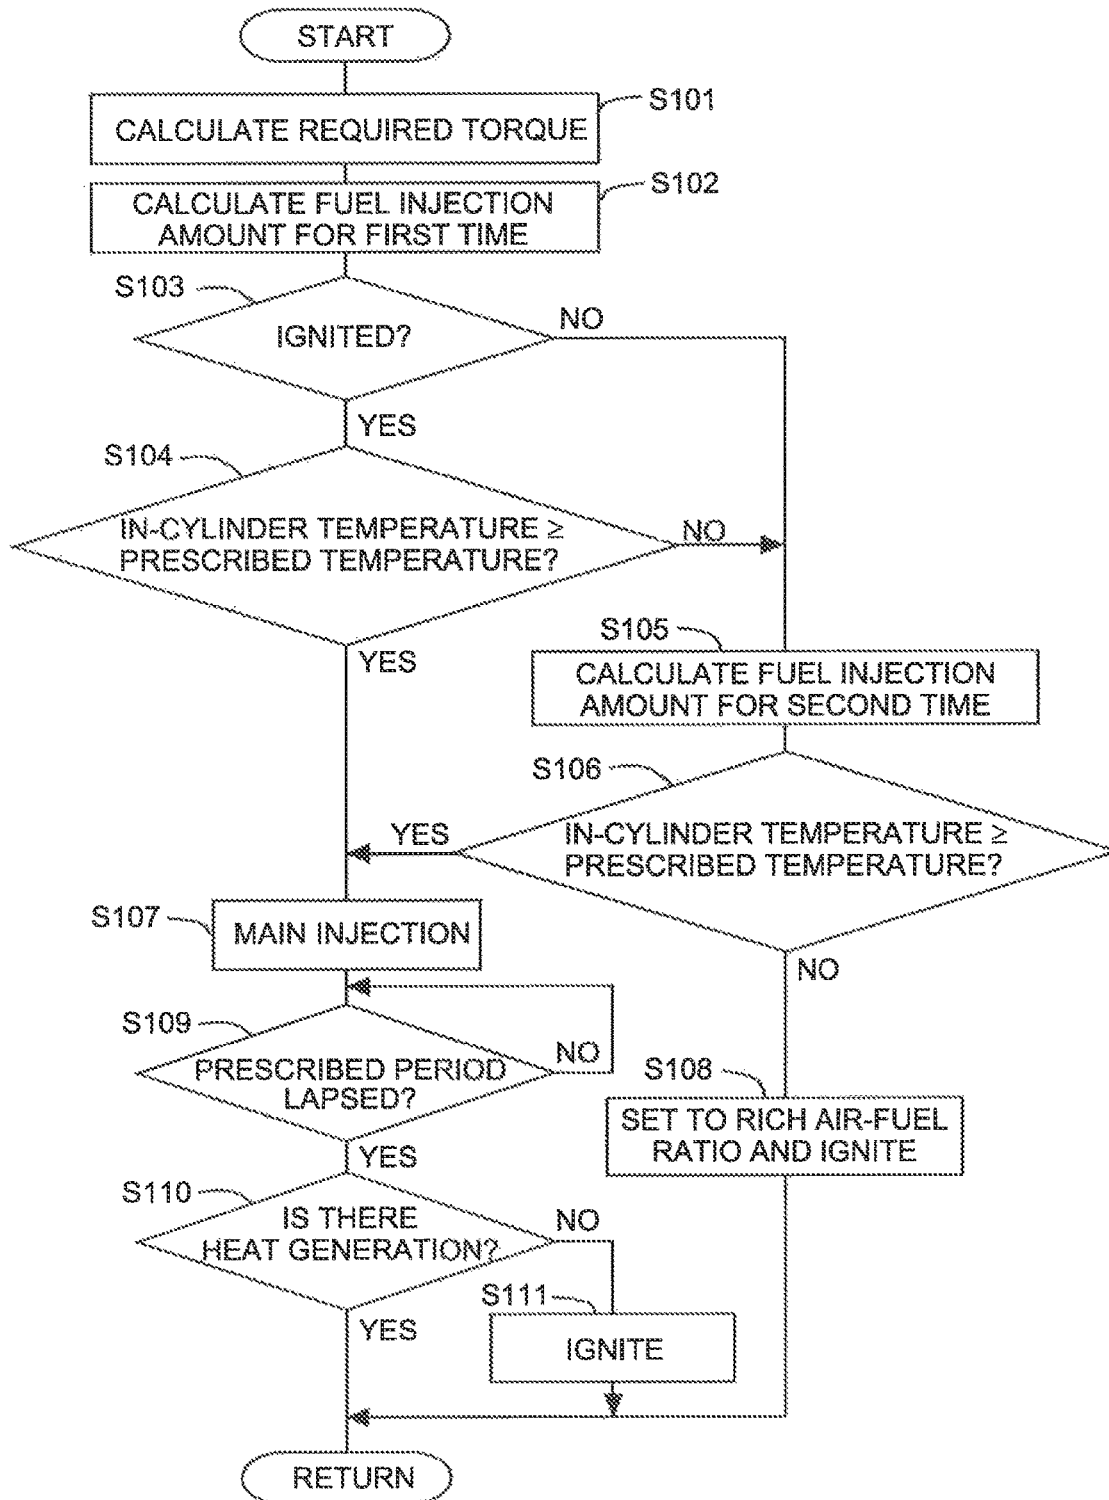 START
S101
CALCULATE REQUIRED TORQUE
S102
CALCULATE FUEL INJECTION
AMOUNT FOR FIRST TIME
S103
IGNITED?
NO
YES
S104
IN-CYLINDER TEMPERATURE ≥
PRESCRIBED TEMPERATURE?
NO
YES
S105
CALCULATE FUEL INJECTION
AMOUNT FOR SECOND TIME
S106
IN-CYLINDER TEMPERATURE ≥
PRESCRIBED TEMPERATURE?
YES
NO
S107
MAIN INJECTION
S109
PRESCRIBED PERIOD
LAPSED?
NO
YES
S108
SET TO RICH AIR-FUEL
RATIO AND IGNITE
S110
IS THERE
HEAT GENERATION?
NO
YES
S111
IGNITE
RETURN